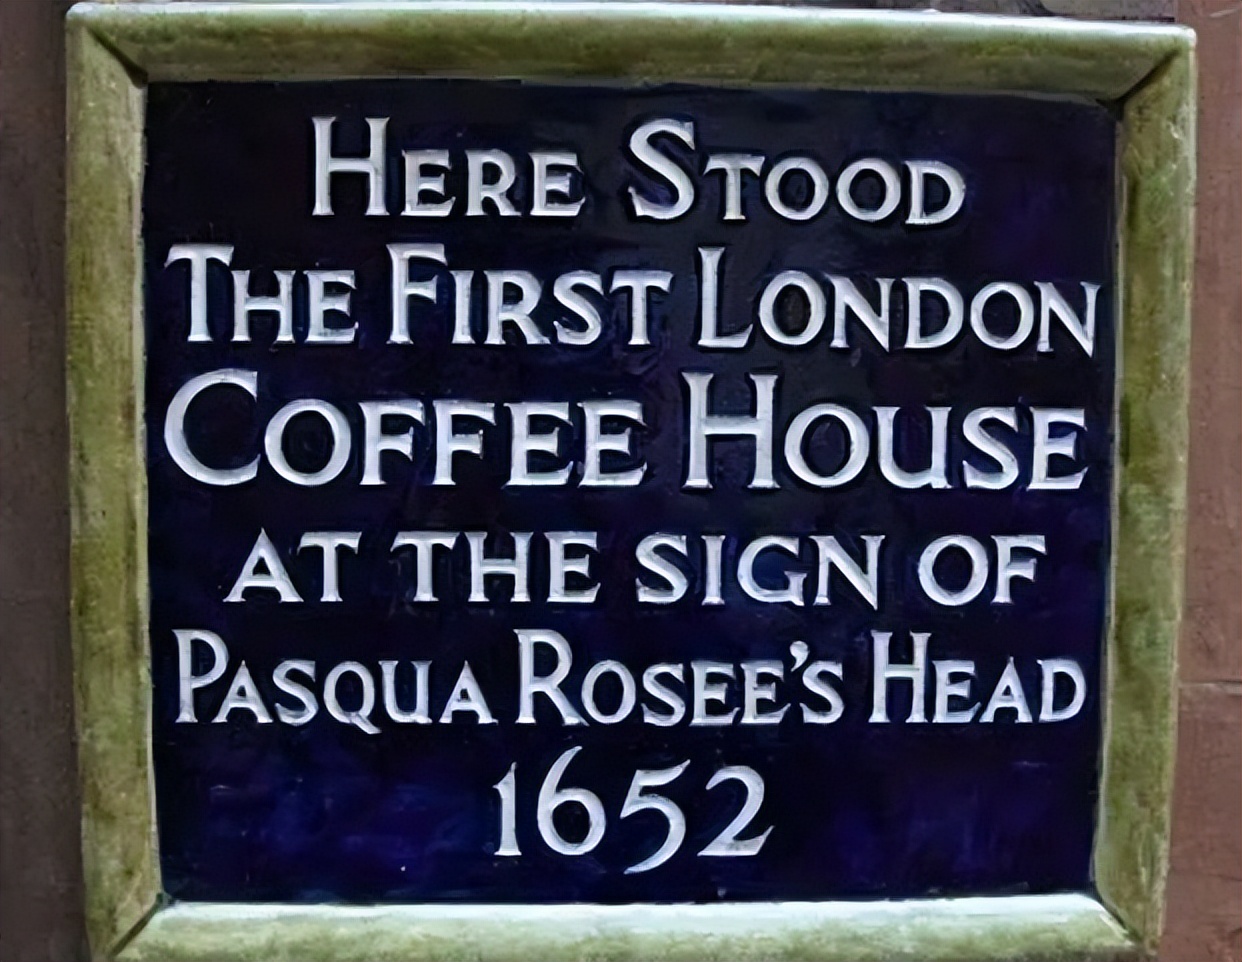 HERE STOOD
THE FIRST LONDON
COFFEE HOUSE
AT THE SIGN OF
PASQUA ROSEE'S HEAD
1652